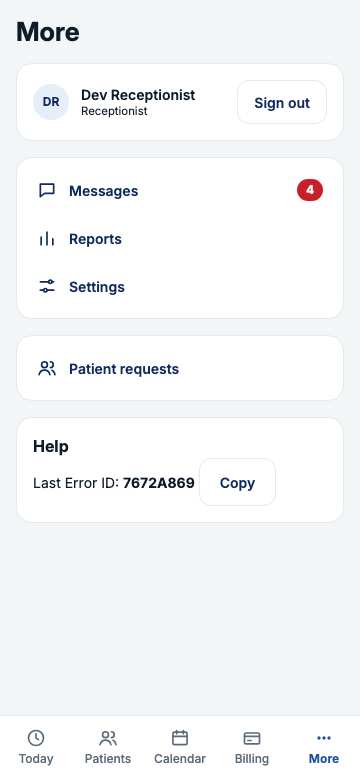 More
DR
Dev Receptionist
Receptionist
Sign out
Messages
4
Reports
Settings
Patient requests
Help
Last Error ID: 7672A869
Copy
Today
Patients
Calendar
Billing
More